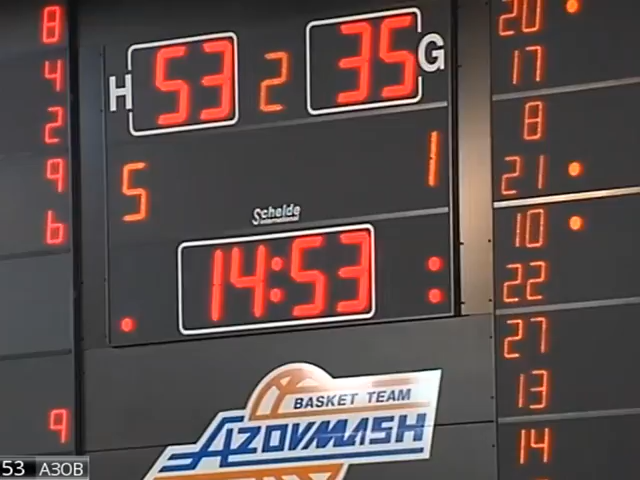 8
4
2
9
6
9
H 53 2 35 G
5 1
Schelde
International
14:53
BASKET TEAM
AZOVMASH
20
17
8
21
10
22
27
13
14
53 АЗОВ